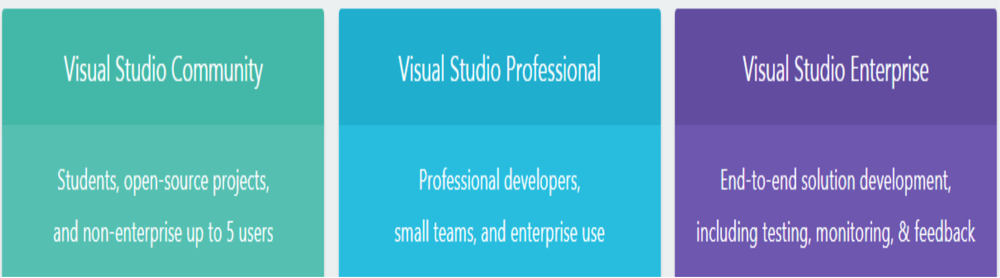 Visual Studio Community
Students, open-source projects,
and non-enterprise up to 5 users
Visual Studio Professional
Professional developers,
small teams, and enterprise use
Visual Studio Enterprise
End-to-end solution development,
including testing, monitoring, & feedback